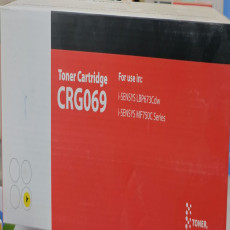 Toner Cartridge
CRG069
For use in:
i-SENSYS LBP673Cdw
i-SENSYS MF750C Series
Y
TONER.